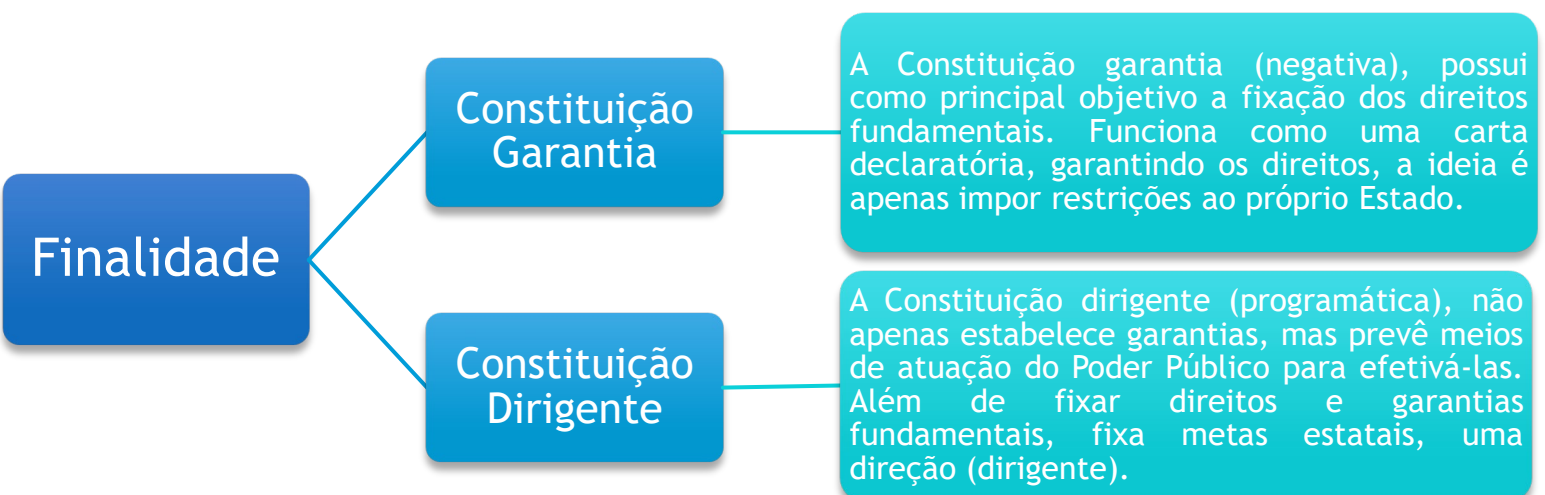 Finalidade
Constituição
Garantia
A Constituição garantia (negativa), possui
como principal objetivo a fixação dos direitos
fundamentais. Funciona como uma carta
declaratória, garantindo os direitos, a ideia é
apenas impor restrições ao próprio Estado.
Constituição
Dirigente
A Constituição dirigente (programática), não
apenas estabelece garantias, mas prevê meios
de atuação do Poder Público para efetivá-las.
Além de fixar direitos e garantias
fundamentais, fixa metas estatais, uma
direção (dirigente).